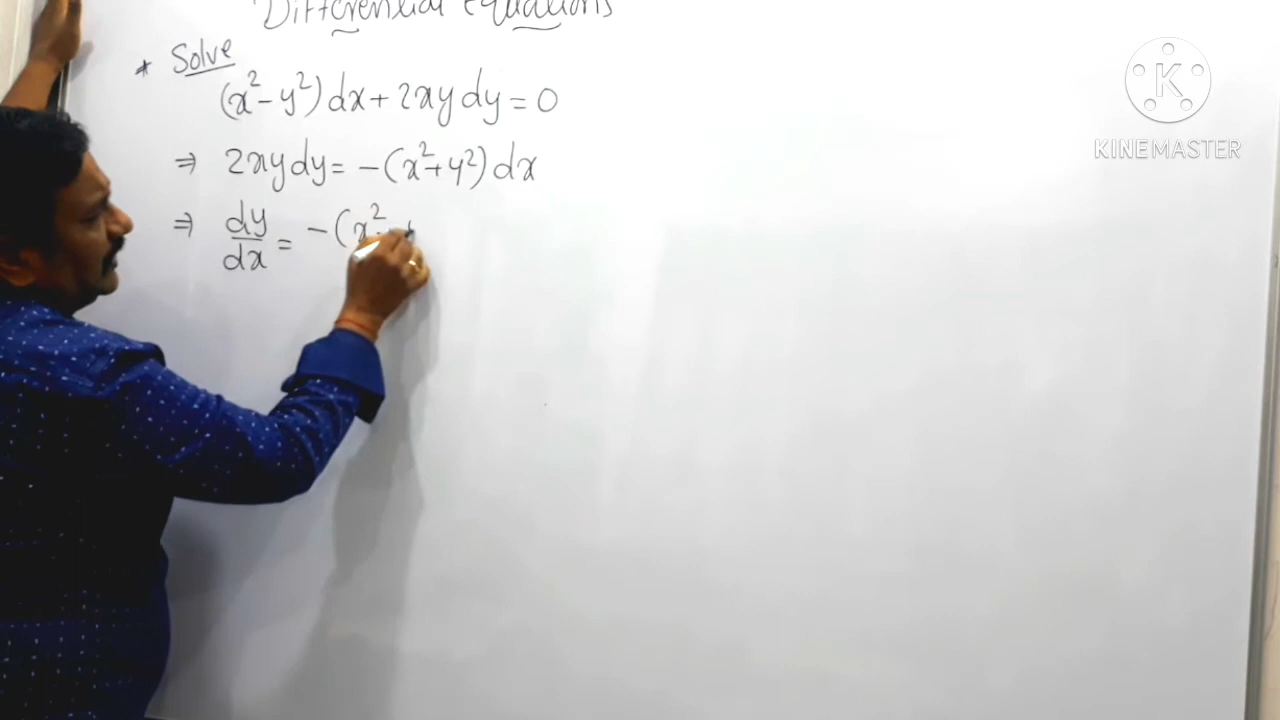 Differential Equations
* Solve
(x² - y²) dx + 2xy dy = 0
⇒ 2xy dy = - (x² + y²) dx
⇒ dy/dx = - (x²
K
KINEMASTER